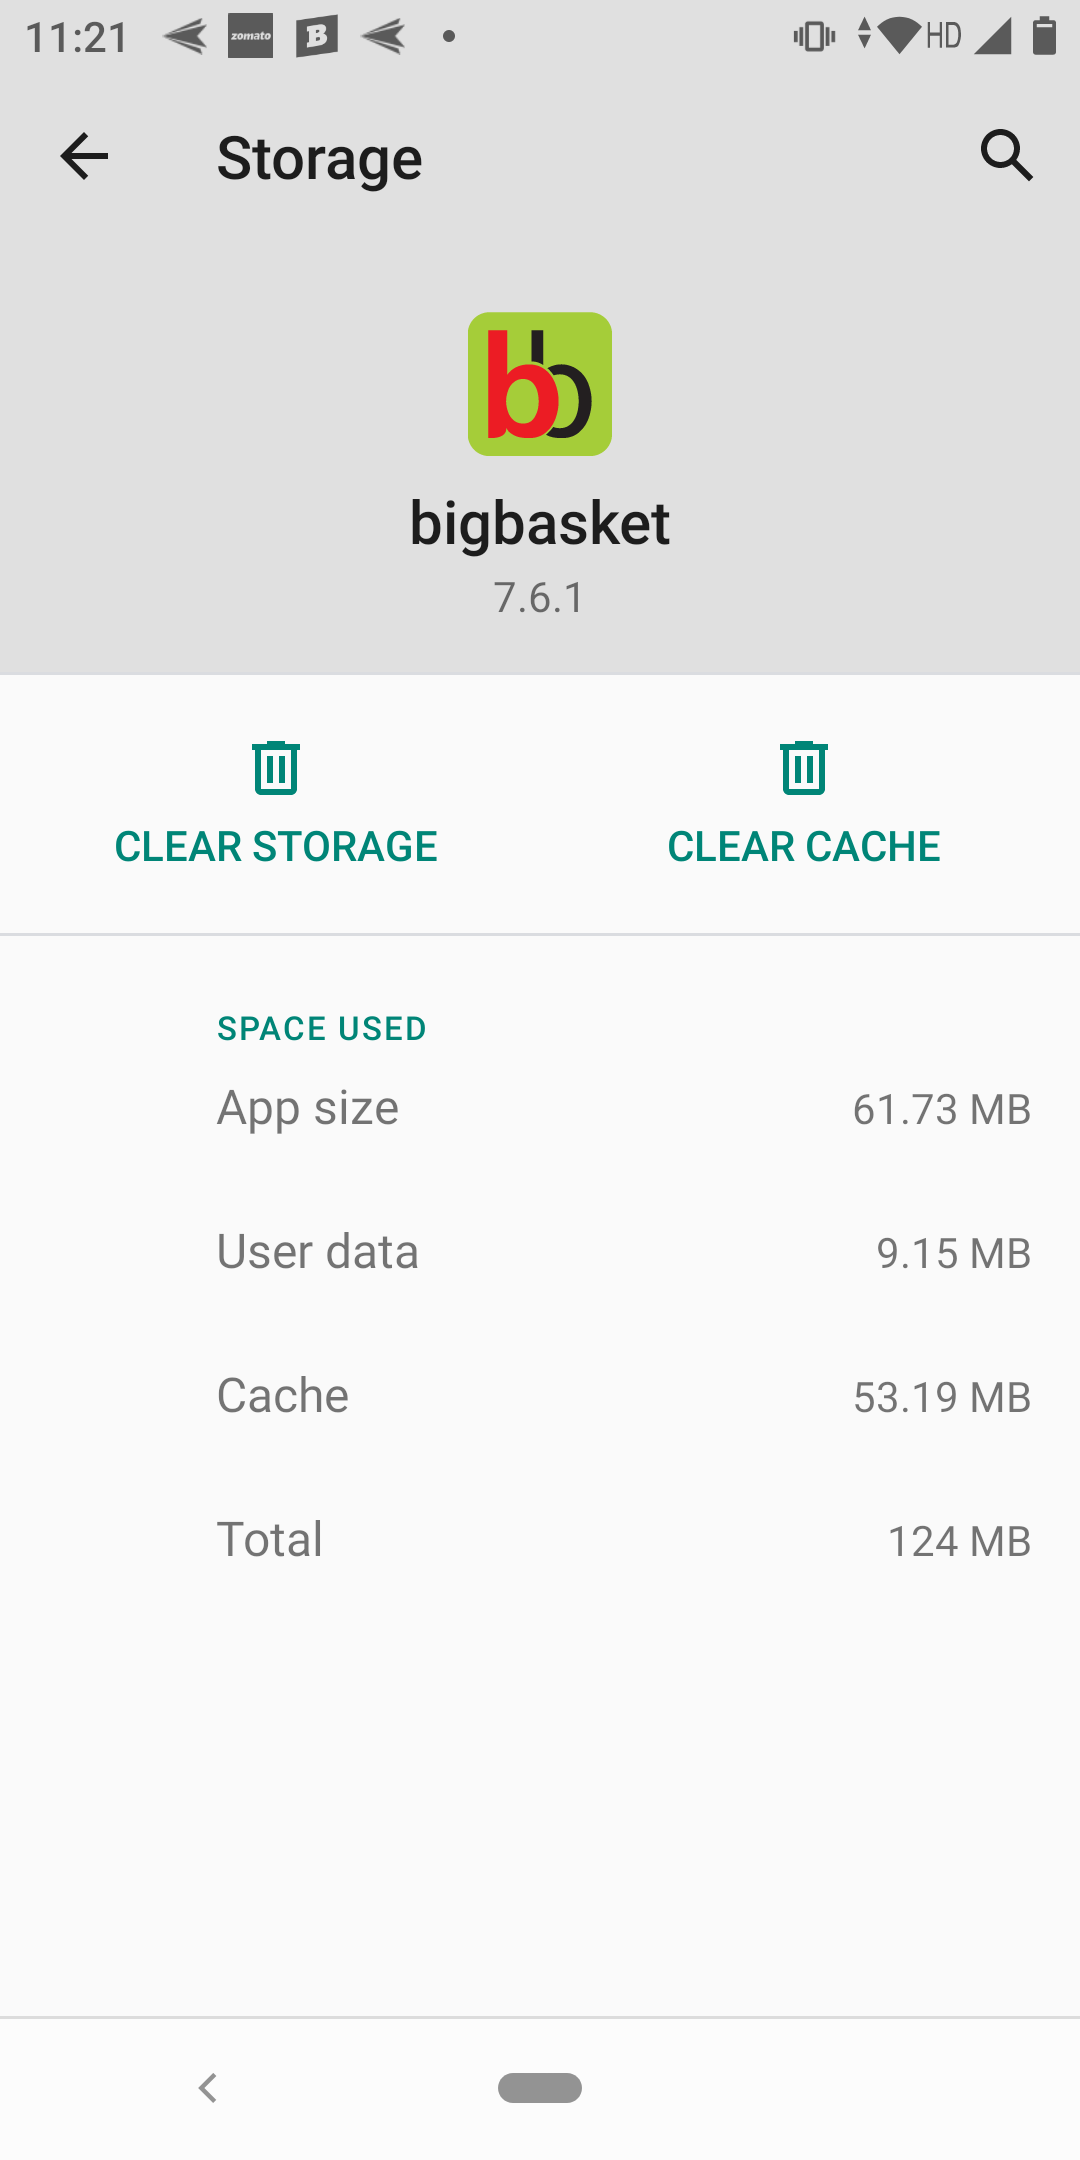 11:21 zomato B HD
Storage
bb
bigbasket
7.6.1
CLEAR STORAGE CLEAR CACHE
SPACE USED
App size 61.73 MB
User data 9.15 MB
Cache 53.19 MB
Total 124 MB